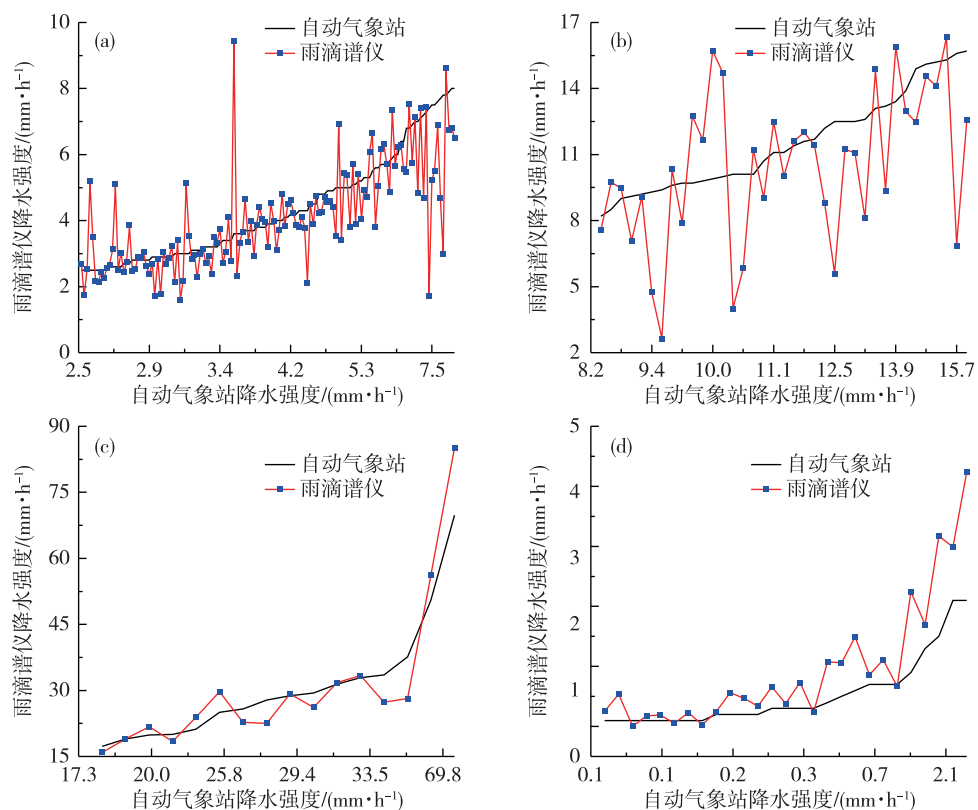 (a)
自动气象站
雨滴谱仪
雨滴谱仪降水强度/(mm·h⁻¹)
10
8
6
4
2
0
2.5 2.9 3.4 4.2 5.3 7.5
自动气象站降水强度/(mm·h⁻¹)
(b)
自动气象站
雨滴谱仪
雨滴谱仪降水强度/(mm·h⁻¹)
17
14
11
8
5
2
8.2 9.4 10.0 11.1 12.5 13.9 15.7
自动气象站降水强度/(mm·h⁻¹)
(c)
自动气象站
雨滴谱仪
雨滴谱仪降水强度/(mm·h⁻¹)
90
75
60
45
30
15
17.3 20.0 25.8 29.4 33.5 69.8
自动气象站降水强度/(mm·h⁻¹)
(d)
自动气象站
雨滴谱仪
雨滴谱仪降水强度/(mm·h⁻¹)
5
4
3
2
1
0
0.1 0.1 0.2 0.3 0.7 2.1
自动气象站降水强度/(mm·h⁻¹)